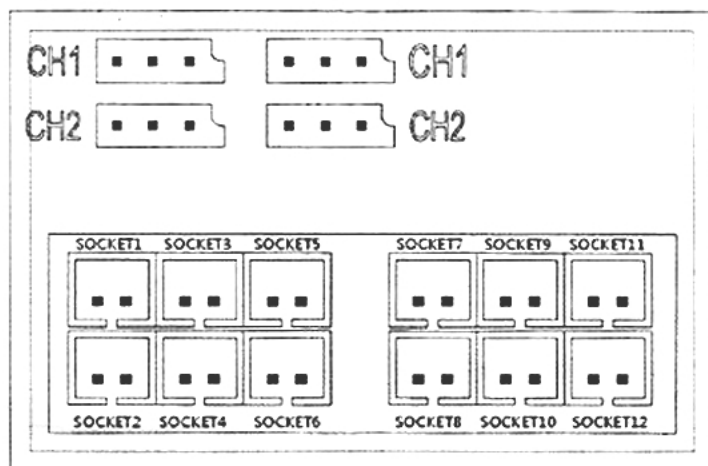 CH1 CH1
CH2 CH2
SOCKET1 SOCKET3 SOCKET5 SOCKET7 SOCKET9 SOCKET11
SOCKET2 SOCKET4 SOCKET6 SOCKET8 SOCKET10 SOCKET12